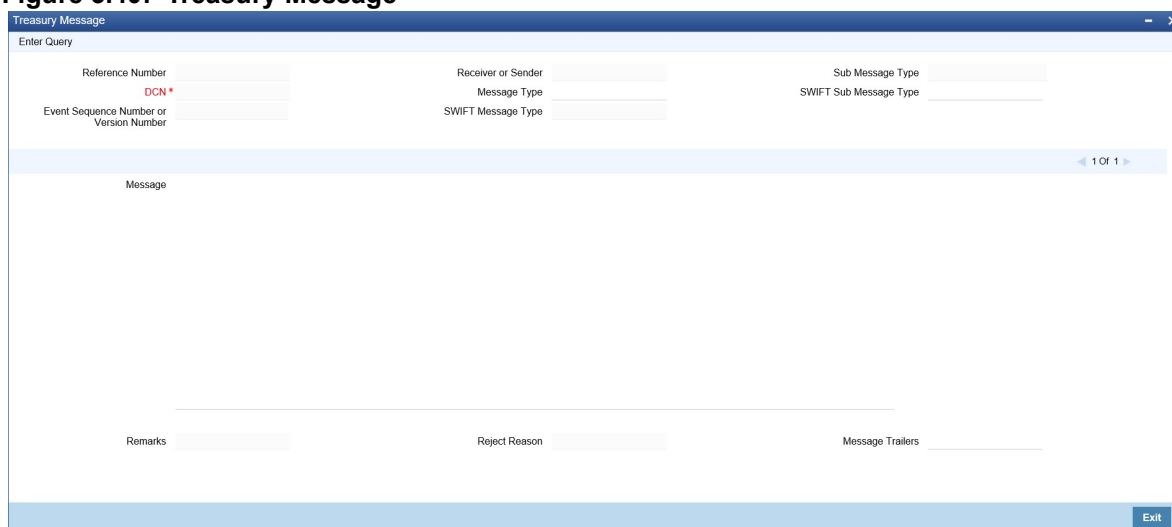 Treasury Message
Enter Query
Reference Number
DCN *
Event Sequence Number or
Version Number
Receiver or Sender
Message Type
SWIFT Message Type
Sub Message Type
SWIFT Sub Message Type
1 Of 1
Message
Remarks
Reject Reason
Message Trailers
Exit